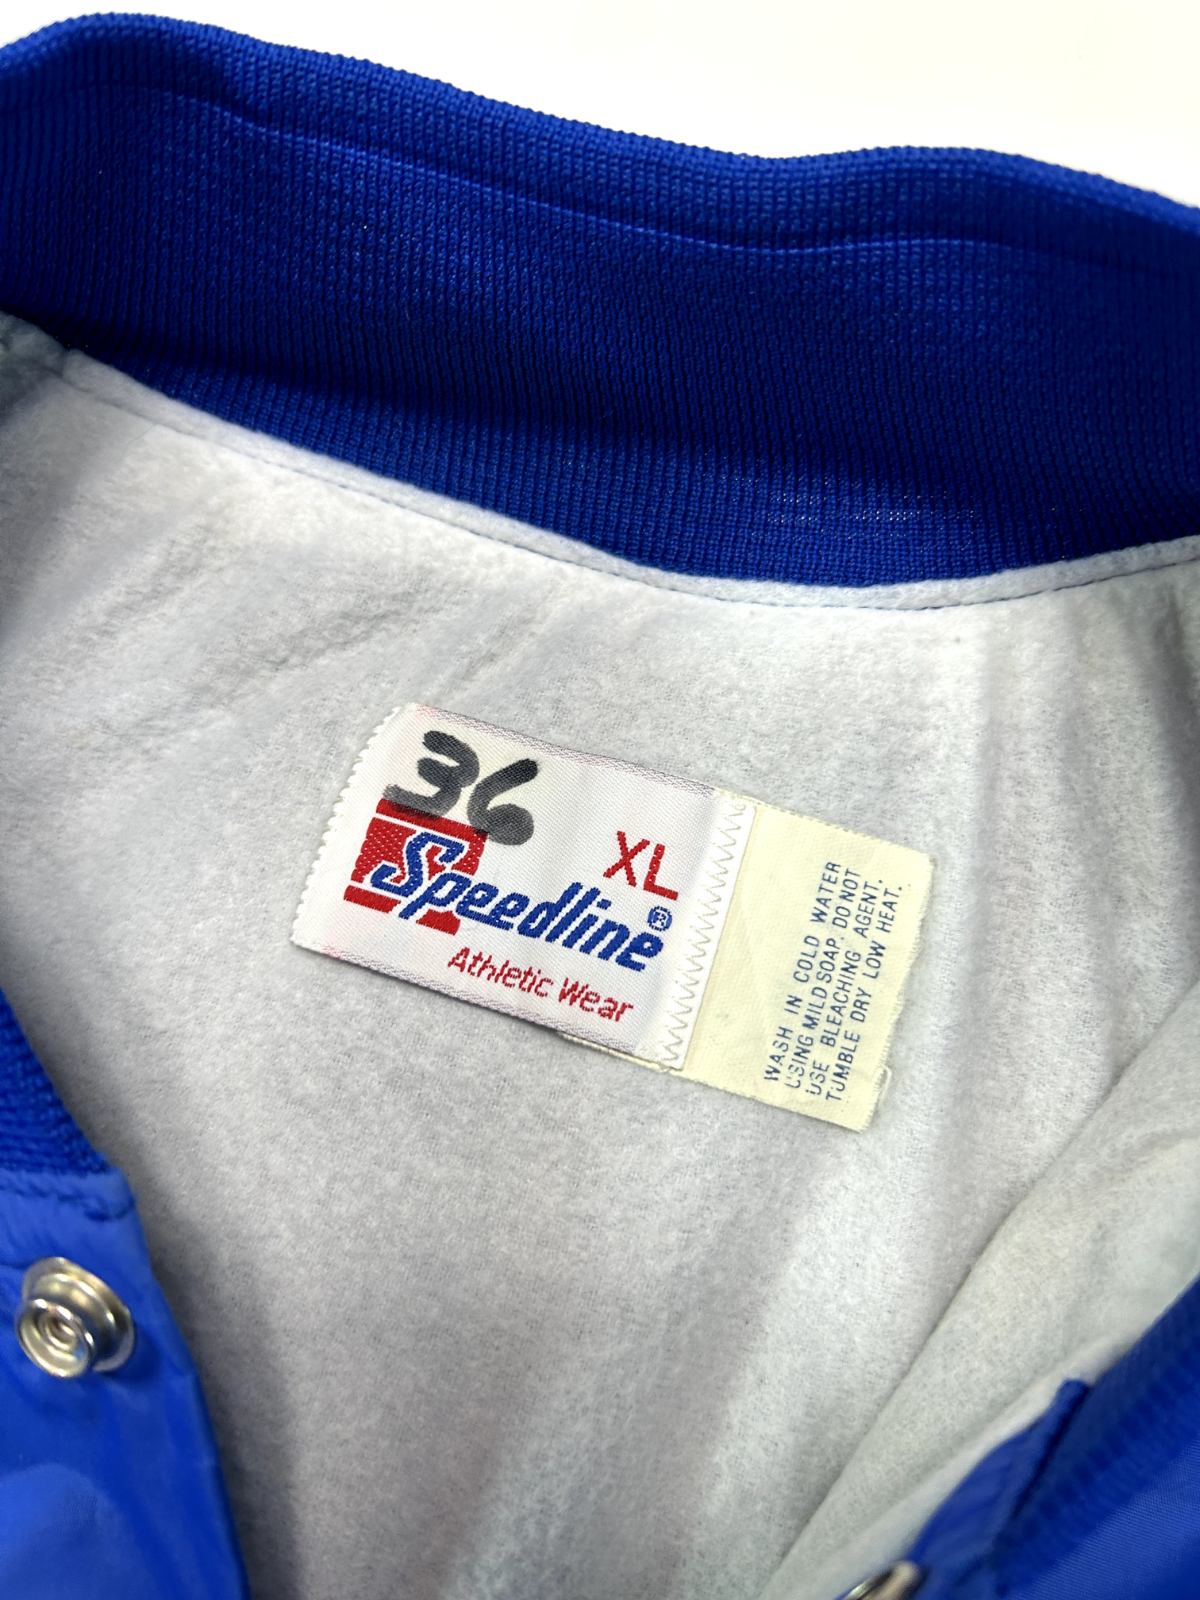 36
XL
Speedline®
Athletic Wear
WASH IN COLD WATER
USING MILD SOAP. DO NOT
USE BLEACHING AGENT.
TUMBLE DRY LOW HEAT.